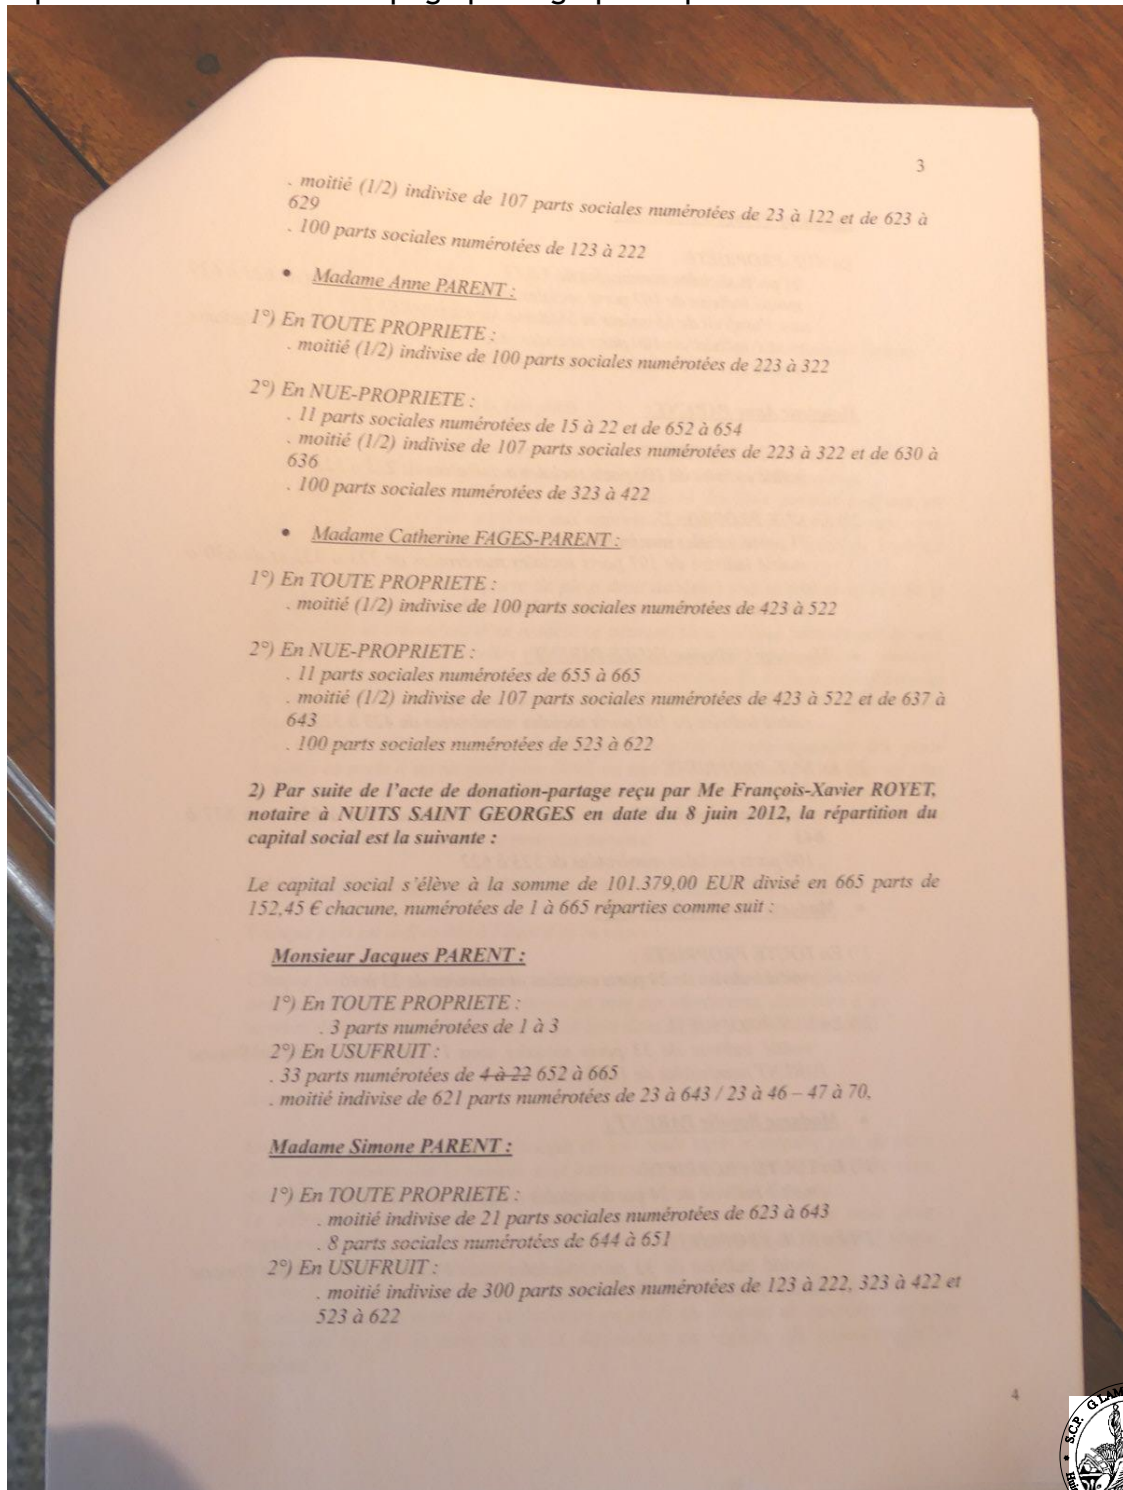 3
. moitié (1/2) indivise de 107 parts sociales numérotées de 23 à 122 et de 623 à
629
. 100 parts sociales numérotées de 123 à 222
• Madame Anne PARENT :
1°) En TOUTE PROPRIETE :
. moitié (1/2) indivise de 100 parts sociales numérotées de 223 à 322
2°) En NUE-PROPRIETE :
. 11 parts sociales numérotées de 15 à 22 et de 652 à 654
. moitié (1/2) indivise de 107 parts sociales numérotées de 223 à 322 et de 630 à
636
. 100 parts sociales numérotées de 323 à 422
• Madame Catherine FAGES-PARENT :
1°) En TOUTE PROPRIETE :
. moitié (1/2) indivise de 100 parts sociales numérotées de 423 à 522
2°) En NUE-PROPRIETE :
. 11 parts sociales numérotées de 655 à 665
. moitié (1/2) indivise de 107 parts sociales numérotées de 423 à 522 et de 637 à
643
. 100 parts sociales numérotées de 523 à 622
2) Par suite de l'acte de donation-partage reçu par Me François-Xavier ROYET,
notaire à NUITS SAINT GEORGES en date du 8 juin 2012, la répartition du
capital social est la suivante :
Le capital social s'élève à la somme de 101.379,00 EUR divisé en 665 parts de
152,45 € chacune, numérotées de 1 à 665 réparties comme suit :
Monsieur Jacques PARENT :
1°) En TOUTE PROPRIETE :
. 3 parts numérotées de 1 à 3
2°) En USUFRUIT :
. 33 parts numérotées de 4 à 22 652 à 665
. moitié indivise de 621 parts numérotées de 23 à 643 / 23 à 46 – 47 à 70,
Madame Simone PARENT :
1°) En TOUTE PROPRIETE :
. moitié indivise de 21 parts sociales numérotées de 623 à 643
. 8 parts sociales numérotées de 644 à 651
2°) En USUFRUIT :
. moitié indivise de 300 parts sociales numérotées de 123 à 222, 323 à 422 et
523 à 622
4
S.C.P.